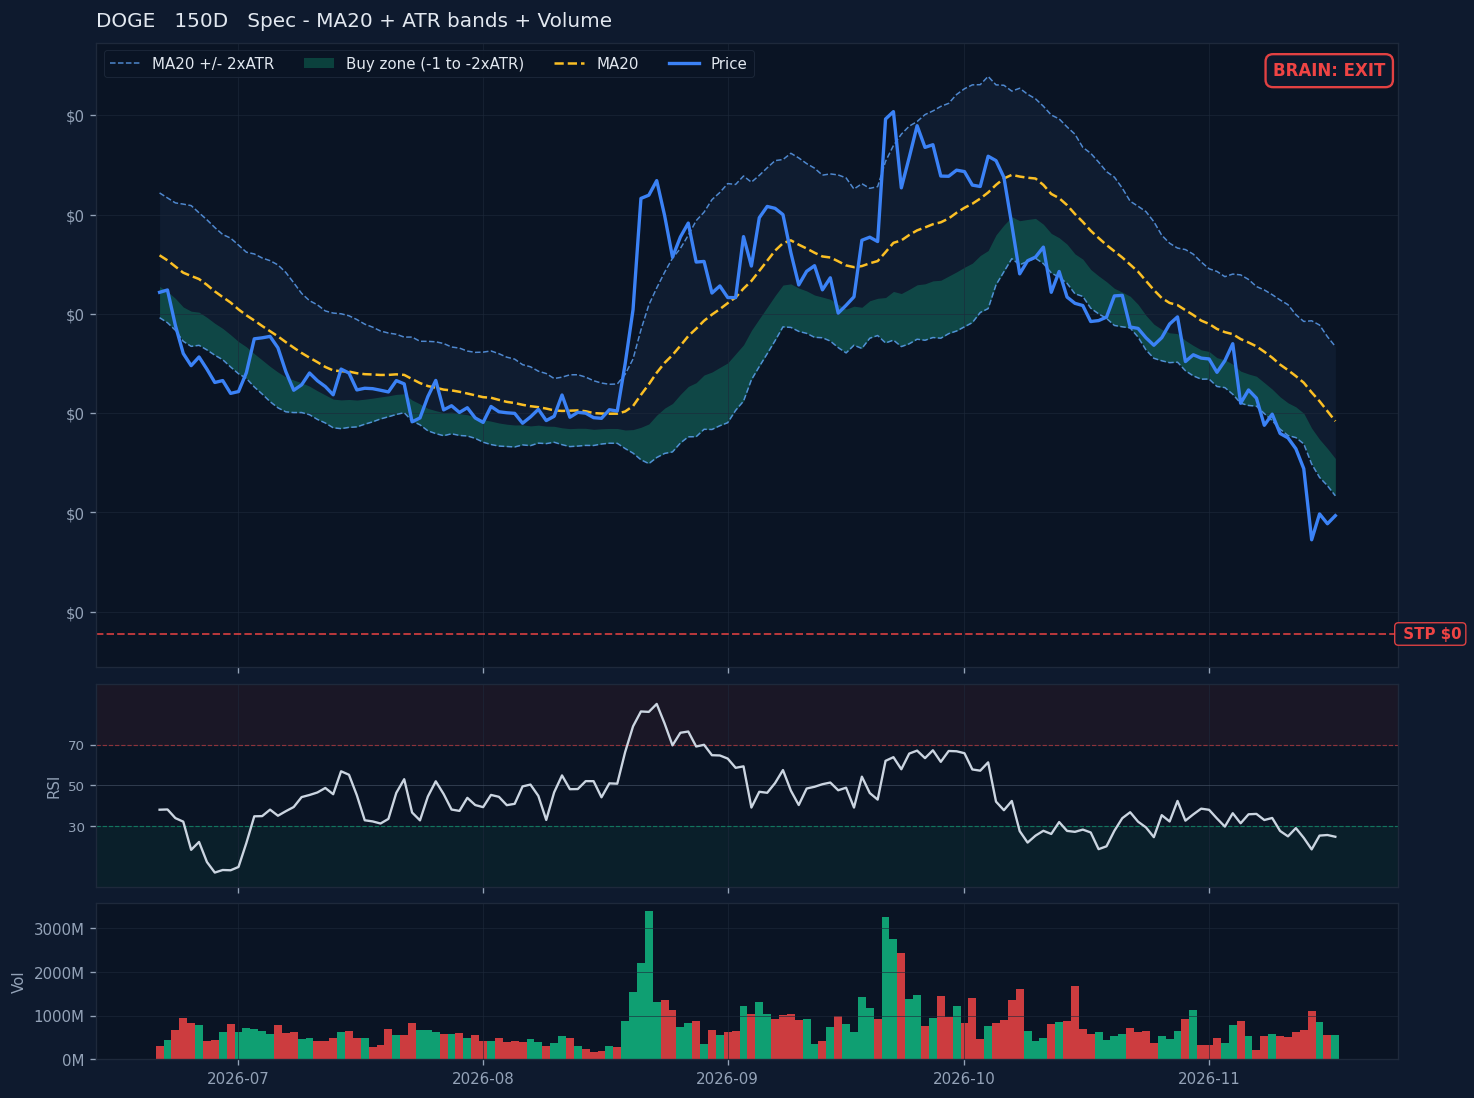 DOGE   150D   Spec - MA20 + ATR bands + Volume
MA20 +/- 2xATR   Buy zone (-1 to -2xATR)   MA20   Price
BRAIN: EXIT
$0
$0
$0
$0
$0
$0
STP $0
70
50
30
RSI
3000M
2000M
1000M
0M
Vol
2026-07   2026-08   2026-09   2026-10   2026-11